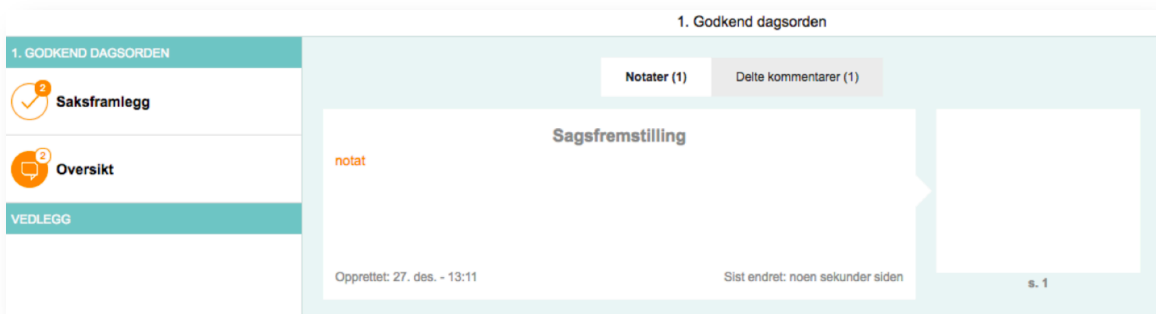 1. Godkend dagsorden
1. GODKEND DAGSORDEN
2
Saksframlegg
2
Oversikt
VEDLEGG
Notater (1)
Delte kommentarer (1)
Sagsfremstilling
notat
Opprettet: 27. des. - 13:11
Sist endret: noen sekunder siden
s. 1